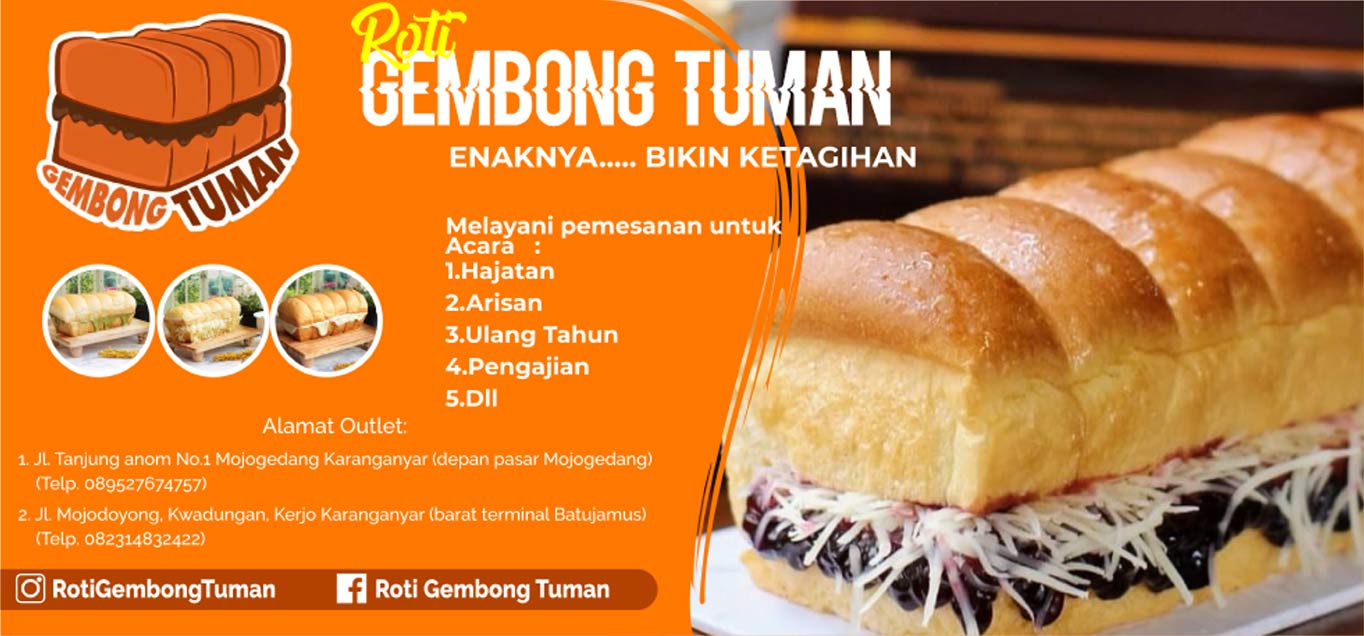 GEMBONG TUMAN
Roti
GEMBONG TUMAN
ENAKNYA..... BIKIN KETAGIHAN
Melayani pemesanan untuk
Acara :
1.Hajatan
2.Arisan
3.Ulang Tahun
4.Pengajian
5.Dll
Alamat Outlet:
1. Jl. Tanjung anom No.1 Mojogedang Karanganyar (depan pasar Mojogedang)
(Telp. 089527674757)
2. Jl. Mojodoyong, Kwadungan, Kerjo Karanganyar (barat terminal Batujamus)
(Telp. 082314832422)
RotiGembongTuman
Roti Gembong Tuman